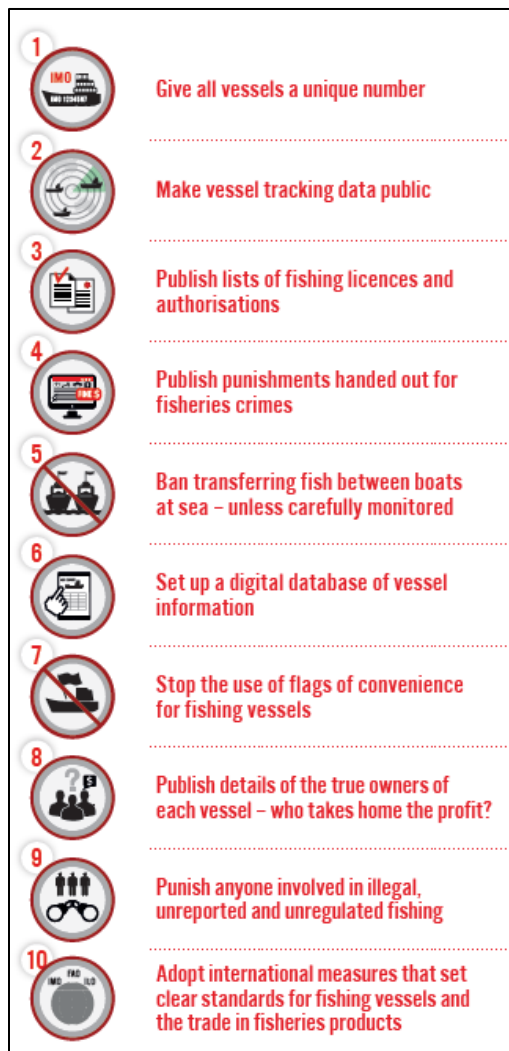 1
IMO
IMO 1234567
Give all vessels a unique number
2
Make vessel tracking data public
3
Publish lists of fishing licences and
authorisations
4
FINE $
Publish punishments handed out for
fisheries crimes
5
Ban transferring fish between boats
at sea – unless carefully monitored
6
Set up a digital database of vessel
information
7
Stop the use of flags of convenience
for fishing vessels
8
? $
Publish details of the true owners of
each vessel – who takes home the profit?
9
Punish anyone involved in illegal,
unreported and unregulated fishing
10
IMO FAO ILO
Adopt international measures that set
clear standards for fishing vessels and
the trade in fisheries products